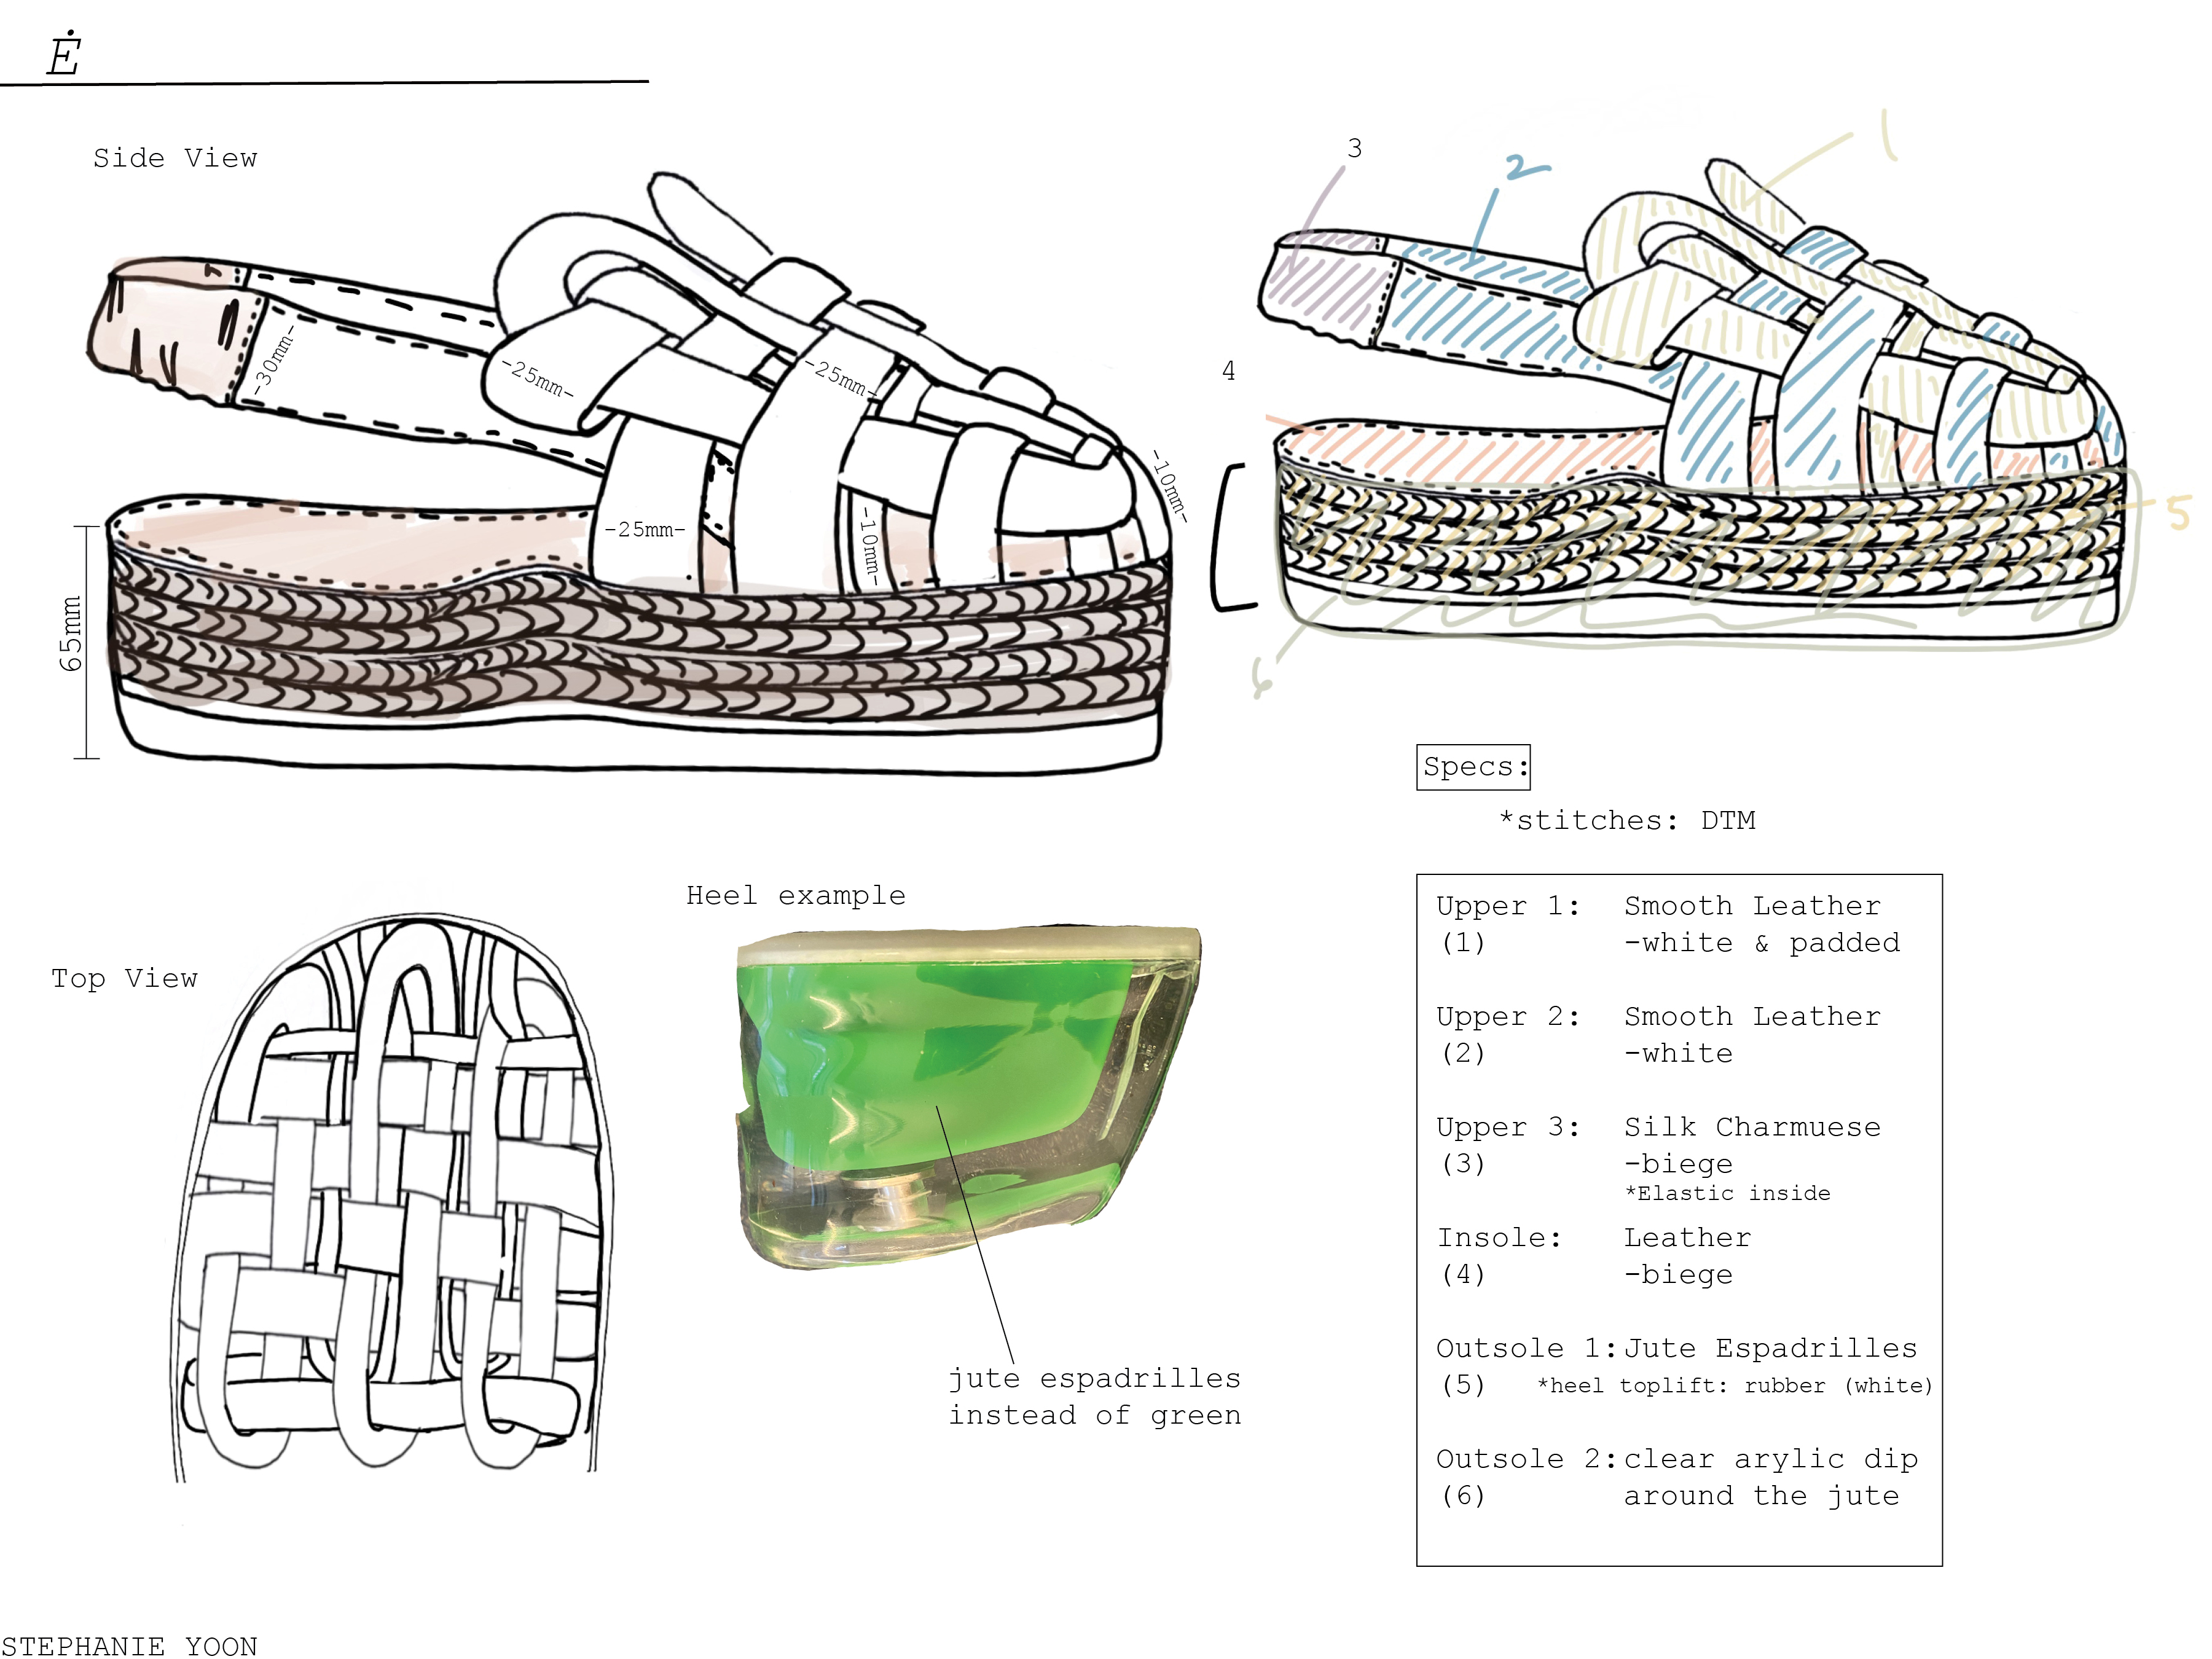 Ė
Side View
-30mm-
-25mm-
-25mm-
-25mm-
-10mm-
-10mm-
65mm
3
2
1
4
5
6
Specs:
*stitches: DTM
Upper 1: Smooth Leather
(1) -white & padded
Upper 2: Smooth Leather
(2) -white
Upper 3: Silk Charmuese
(3) -biege
*Elastic inside
Insole: Leather
(4) -biege
Outsole 1: Jute Espadrilles
(5) *heel toplift: rubber (white)
Outsole 2: clear arylic dip
(6) around the jute
Heel example
jute espadrilles
instead of green
Top View
STEPHANIE YOON